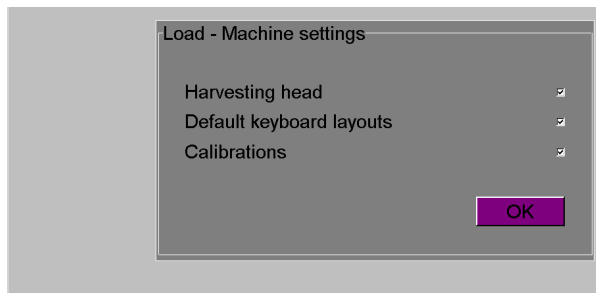 Load - Machine settings
Harvesting head
Default keyboard layouts
Calibrations
OK